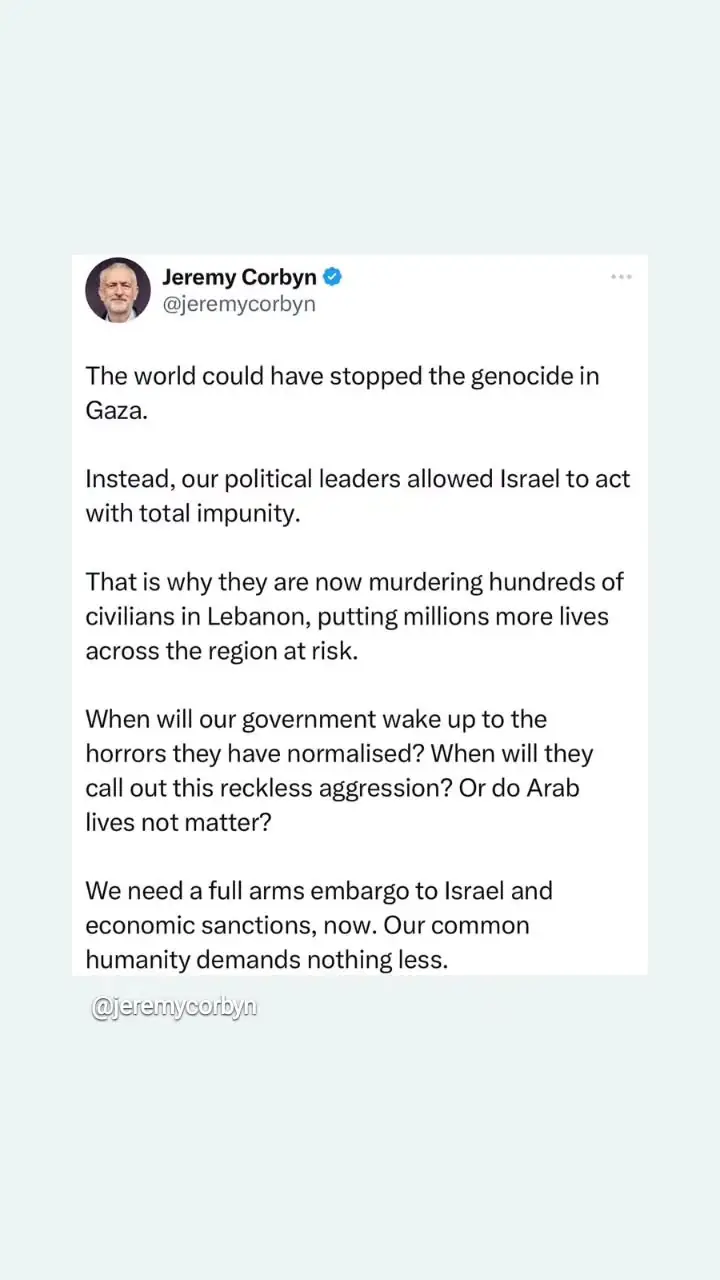 Jeremy Corbyn
@jeremycorbyn
The world could have stopped the genocide in
Gaza.
Instead, our political leaders allowed Israel to act
with total impunity.
That is why they are now murdering hundreds of
civilians in Lebanon, putting millions more lives
across the region at risk.
When will our government wake up to the
horrors they have normalised? When will they
call out this reckless aggression? Or do Arab
lives not matter?
We need a full arms embargo to Israel and
economic sanctions, now. Our common
humanity demands nothing less.
@jeremycorbyn